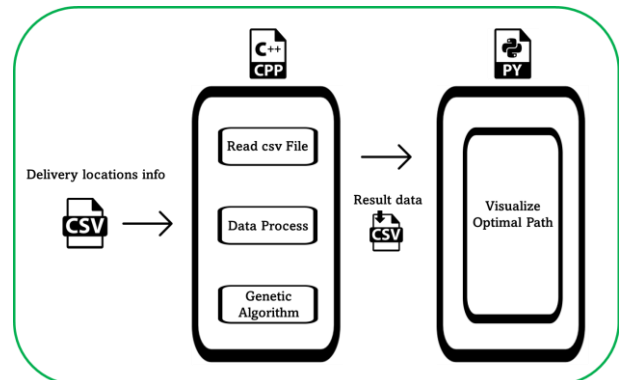 Delivery locations info
CSV
C++
CPP
Read csv File
Data Process
Genetic
Algorithm
Result data
CSV
PY
Visualize
Optimal Path